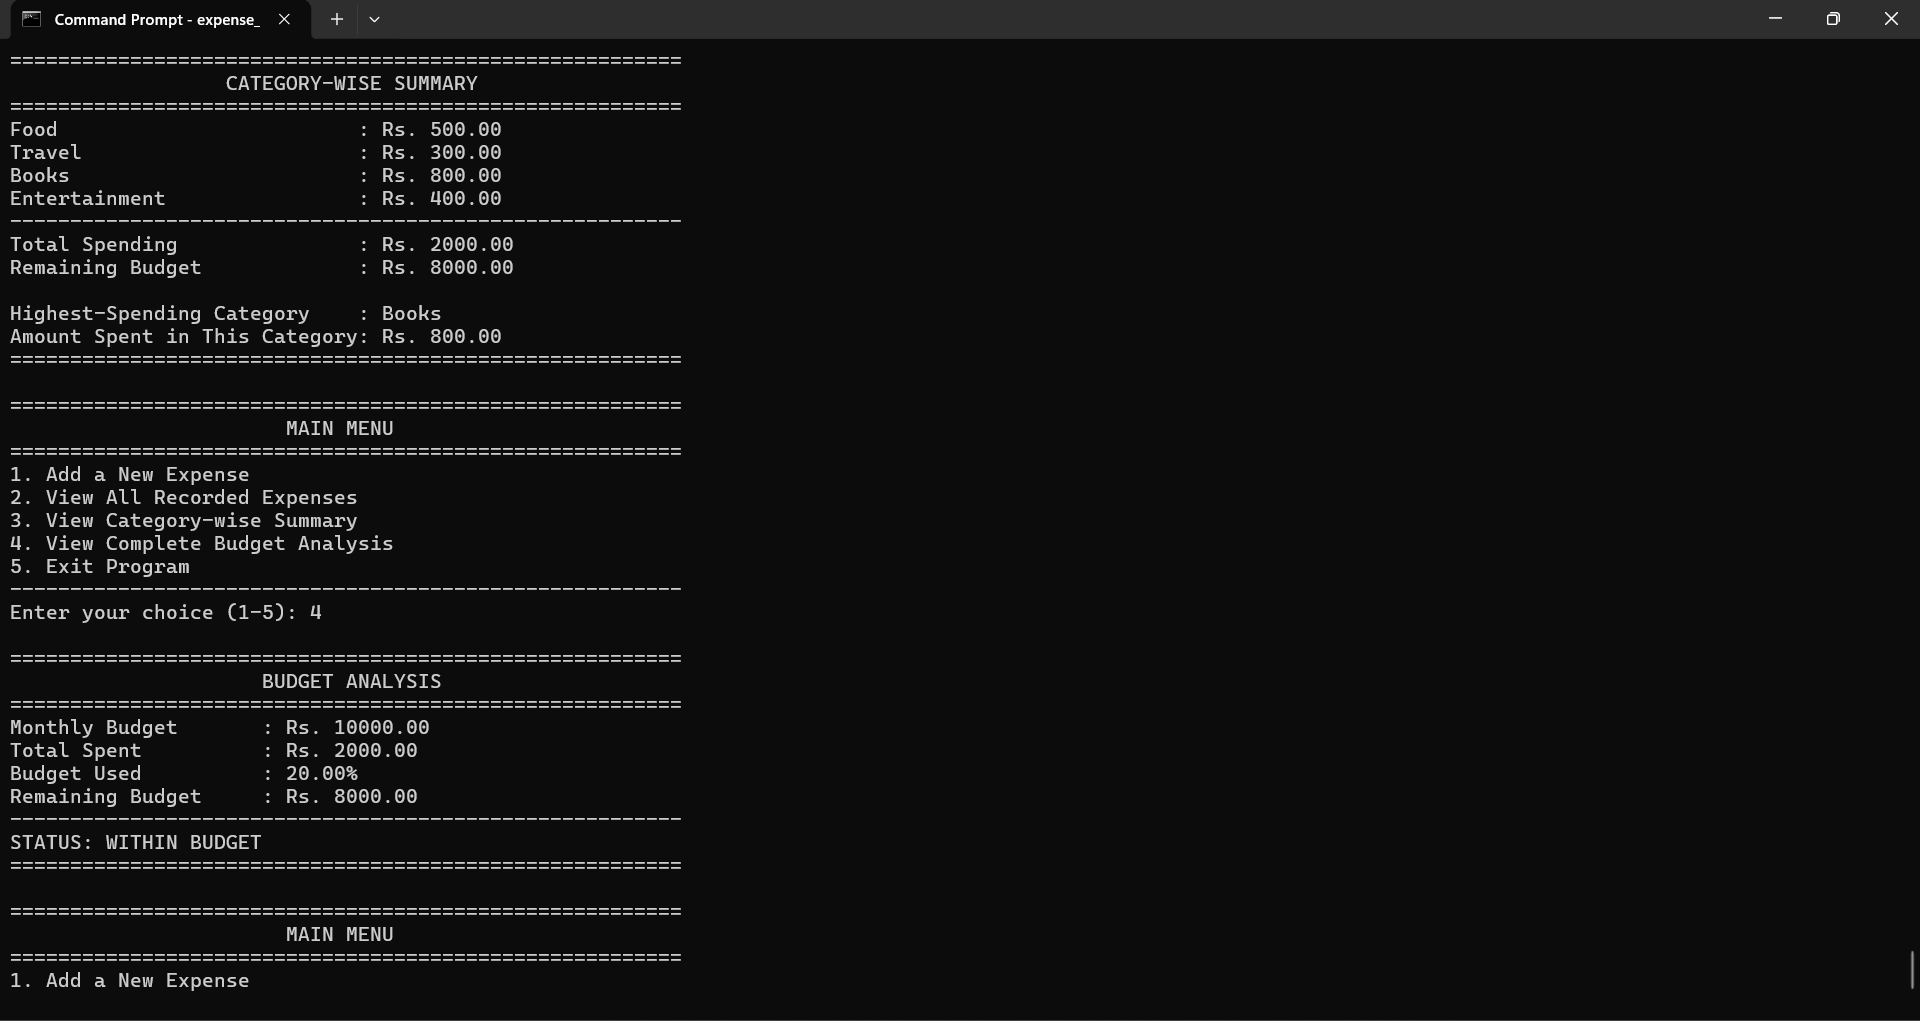 Command Prompt - expense_
========================================================
CATEGORY-WISE SUMMARY
========================================================
Food                         : Rs. 500.00
Travel                       : Rs. 300.00
Books                        : Rs. 800.00
Entertainment                : Rs. 400.00
--------------------------------------------------------
Total Spending               : Rs. 2000.00
Remaining Budget             : Rs. 8000.00
Highest-Spending Category    : Books
Amount Spent in This Category: Rs. 800.00
========================================================
========================================================
MAIN MENU
========================================================
1. Add a New Expense
2. View All Recorded Expenses
3. View Category-wise Summary
4. View Complete Budget Analysis
5. Exit Program
--------------------------------------------------------
Enter your choice (1-5): 4
========================================================
BUDGET ANALYSIS
========================================================
Monthly Budget       : Rs. 10000.00
Total Spent          : Rs. 2000.00
Budget Used          : 20.00%
Remaining Budget     : Rs. 8000.00
--------------------------------------------------------
STATUS: WITHIN BUDGET
========================================================
========================================================
MAIN MENU
========================================================
1. Add a New Expense